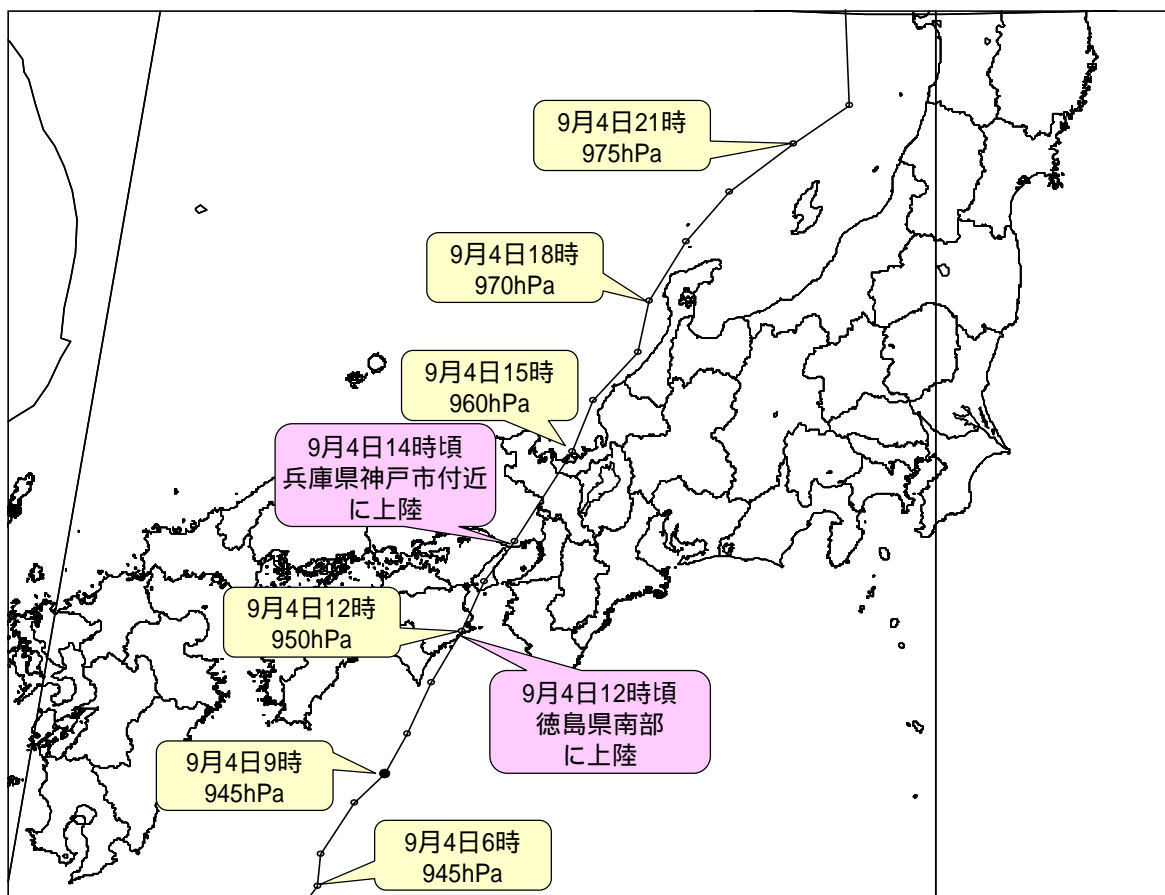 9月4日21時
975hPa
9月4日18時
970hPa
9月4日15時
960hPa
9月4日14時頃
兵庫県神戸市付近
に上陸
9月4日12時
950hPa
9月4日12時頃
徳島県南部
に上陸
9月4日9時
945hPa
9月4日6時
945hPa